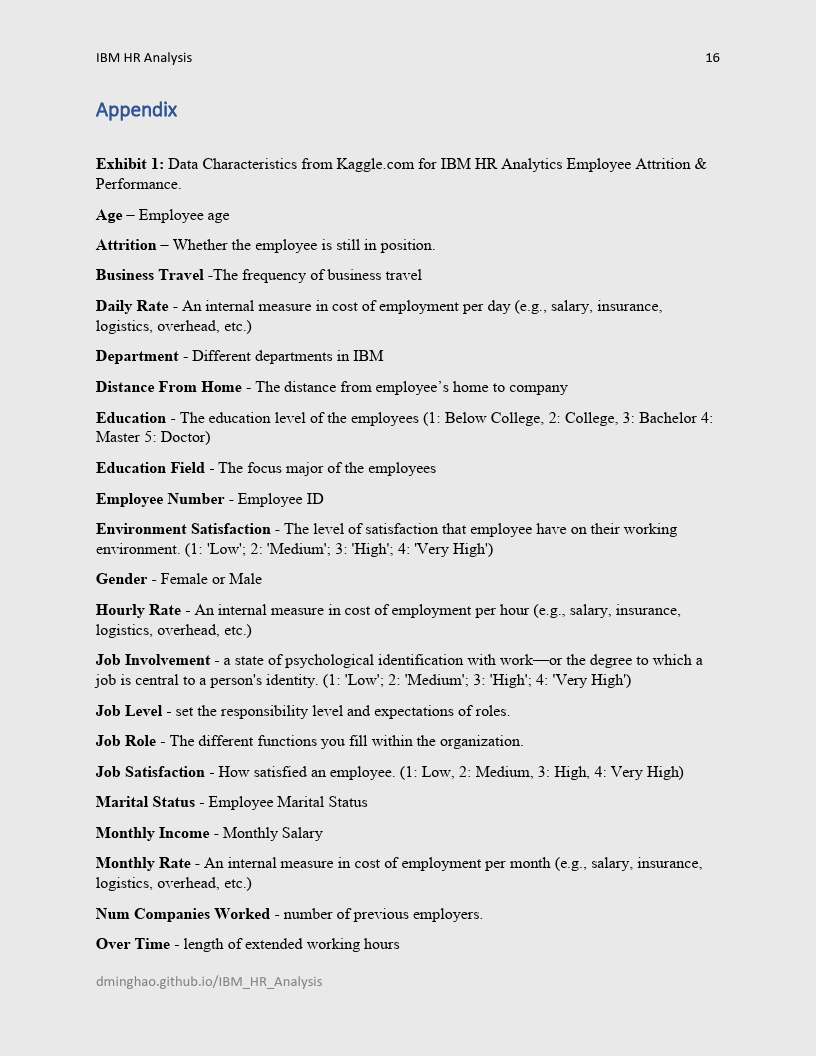 IBM HR Analysis 16
Appendix
Exhibit 1: Data Characteristics from Kaggle.com for IBM HR Analytics Employee Attrition &
Performance.
Age – Employee age
Attrition – Whether the employee is still in position.
Business Travel -The frequency of business travel
Daily Rate - An internal measure in cost of employment per day (e.g., salary, insurance,
logistics, overhead, etc.)
Department - Different departments in IBM
Distance From Home - The distance from employee’s home to company
Education - The education level of the employees (1: Below College, 2: College, 3: Bachelor 4:
Master 5: Doctor)
Education Field - The focus major of the employees
Employee Number - Employee ID
Environment Satisfaction - The level of satisfaction that employee have on their working
environment. (1: 'Low'; 2: 'Medium'; 3: 'High'; 4: 'Very High')
Gender - Female or Male
Hourly Rate - An internal measure in cost of employment per hour (e.g., salary, insurance,
logistics, overhead, etc.)
Job Involvement - a state of psychological identification with work—or the degree to which a
job is central to a person's identity. (1: 'Low'; 2: 'Medium'; 3: 'High'; 4: 'Very High')
Job Level - set the responsibility level and expectations of roles.
Job Role - The different functions you fill within the organization.
Job Satisfaction - How satisfied an employee. (1: Low, 2: Medium, 3: High, 4: Very High)
Marital Status - Employee Marital Status
Monthly Income - Monthly Salary
Monthly Rate - An internal measure in cost of employment per month (e.g., salary, insurance,
logistics, overhead, etc.)
Num Companies Worked - number of previous employers.
Over Time - length of extended working hours
dminghao.github.io/IBM_HR_Analysis